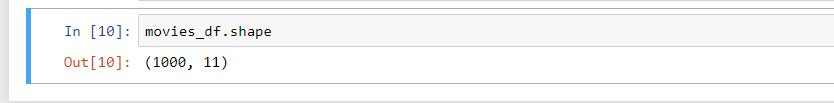 In [10]: movies_df.shape
Out[10]: (1000, 11)